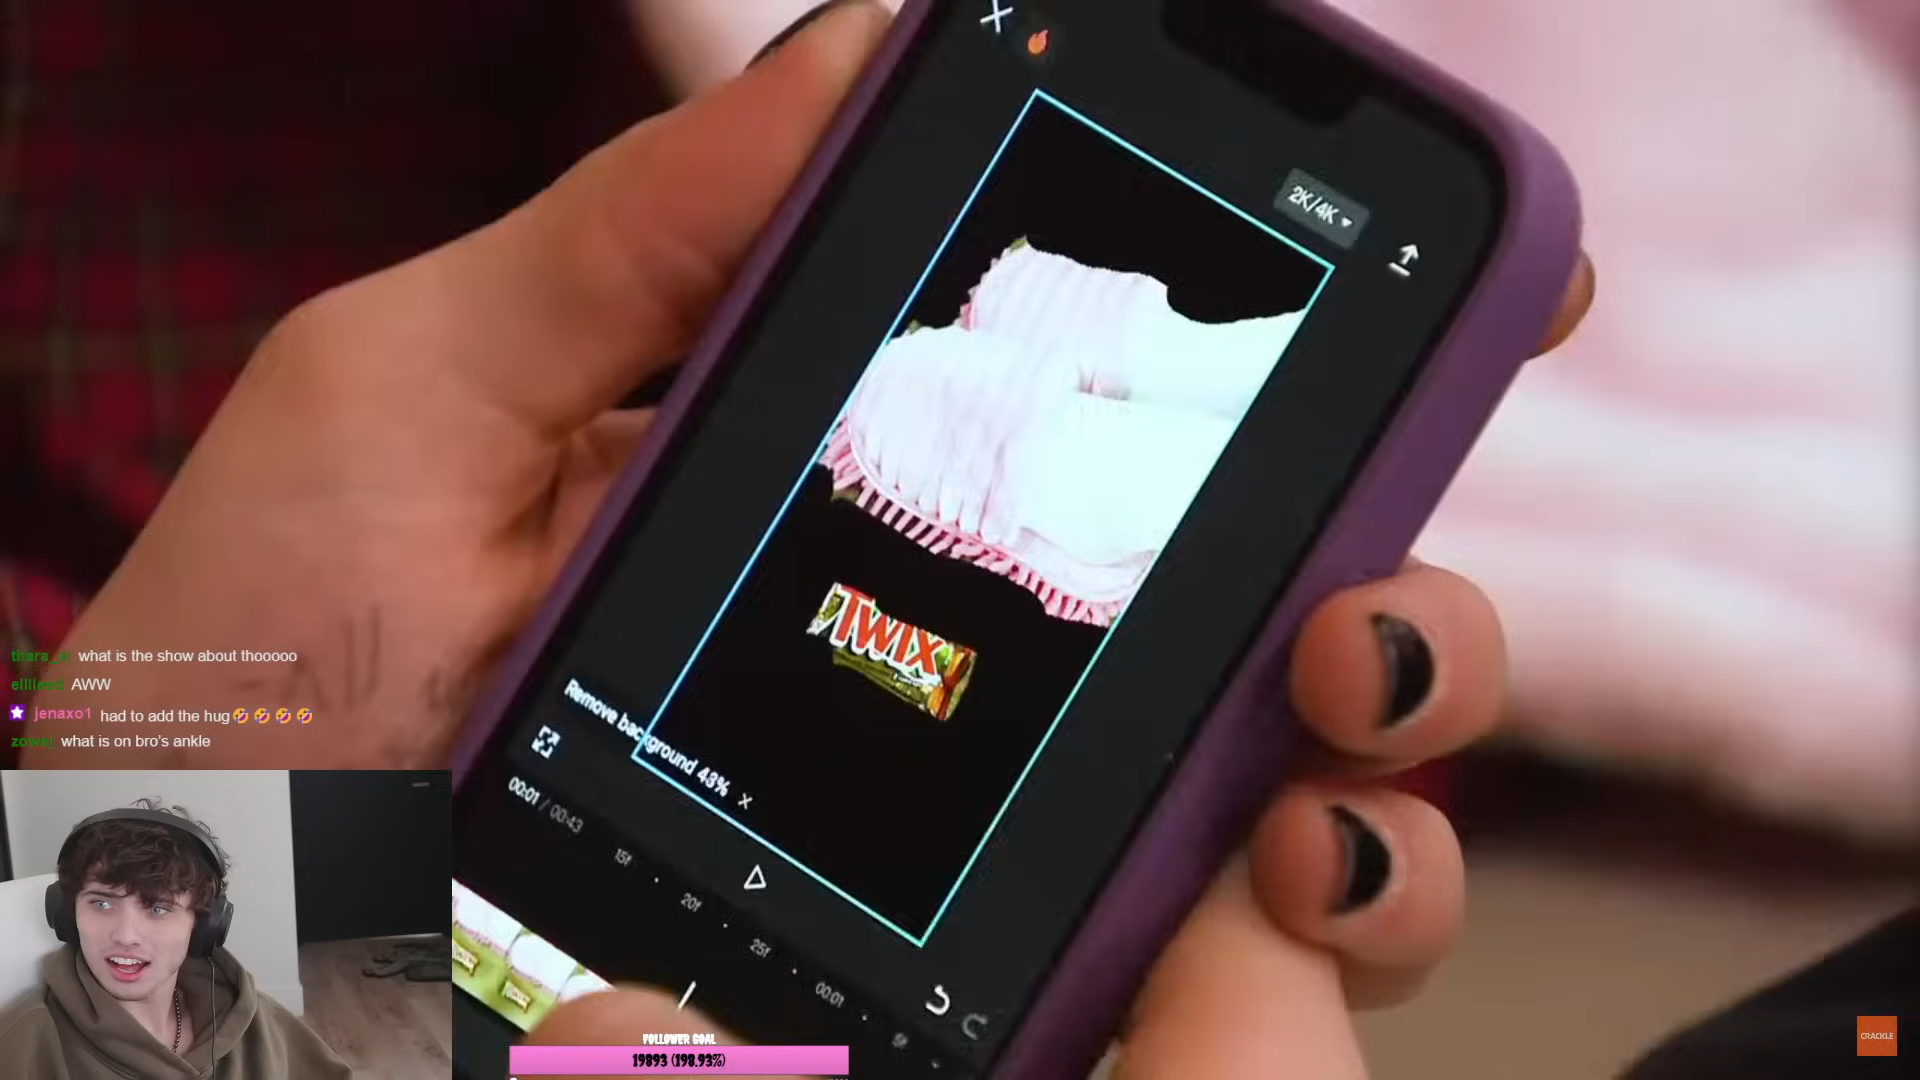 2K/4K
TWIX
Remove background 43%
00:01 / 00:43
15f
20f
25f
00:01
5f
what is the show about thooooo
AWW
jenaxo1 had to add the hug🤣🤣🤣🤣
what is on bro's ankle
FOLLOWER GOAL
19893 (198.93%)
CRACKLE